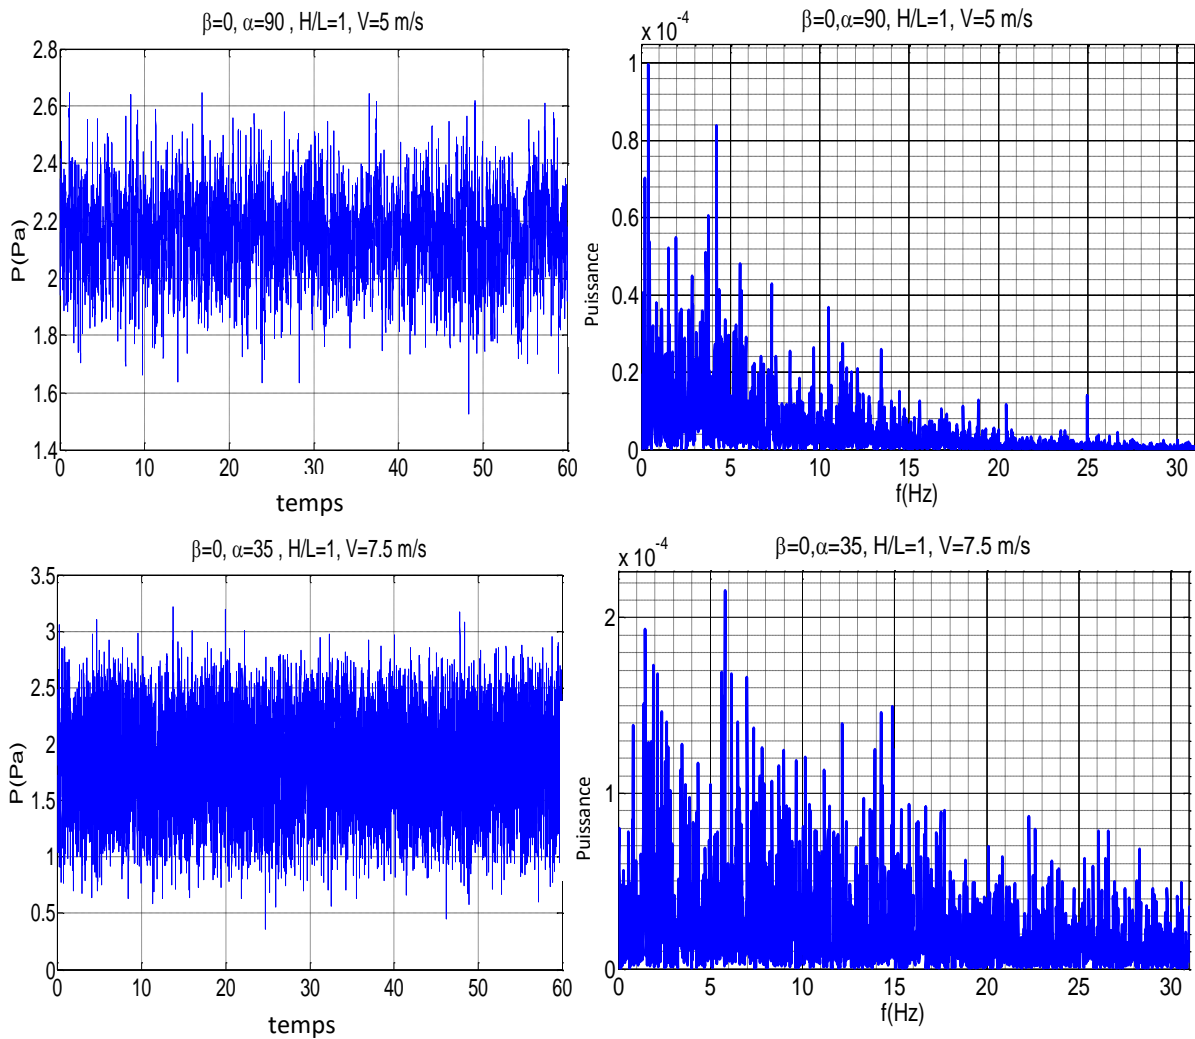 β=0, α=90 , H/L=1, V=5 m/s
2.8
2.6
2.4
2.2
2
1.8
1.6
1.4
P(Pa)
0 10 20 30 40 50 60
temps
β=0,α=90, H/L=1, V=5 m/s
x 10-4
1
0.8
0.6
0.4
0.2
0
Puissance
0 5 10 15 20 25 30
f(Hz)
β=0, α=35 , H/L=1, V=7.5 m/s
3.5
3
2.5
2
1.5
1
0.5
0
P(Pa)
0 10 20 30 40 50 60
temps
β=0,α=35, H/L=1, V=7.5 m/s
x 10-4
2
1
0
Puissance
0 5 10 15 20 25 30
f(Hz)